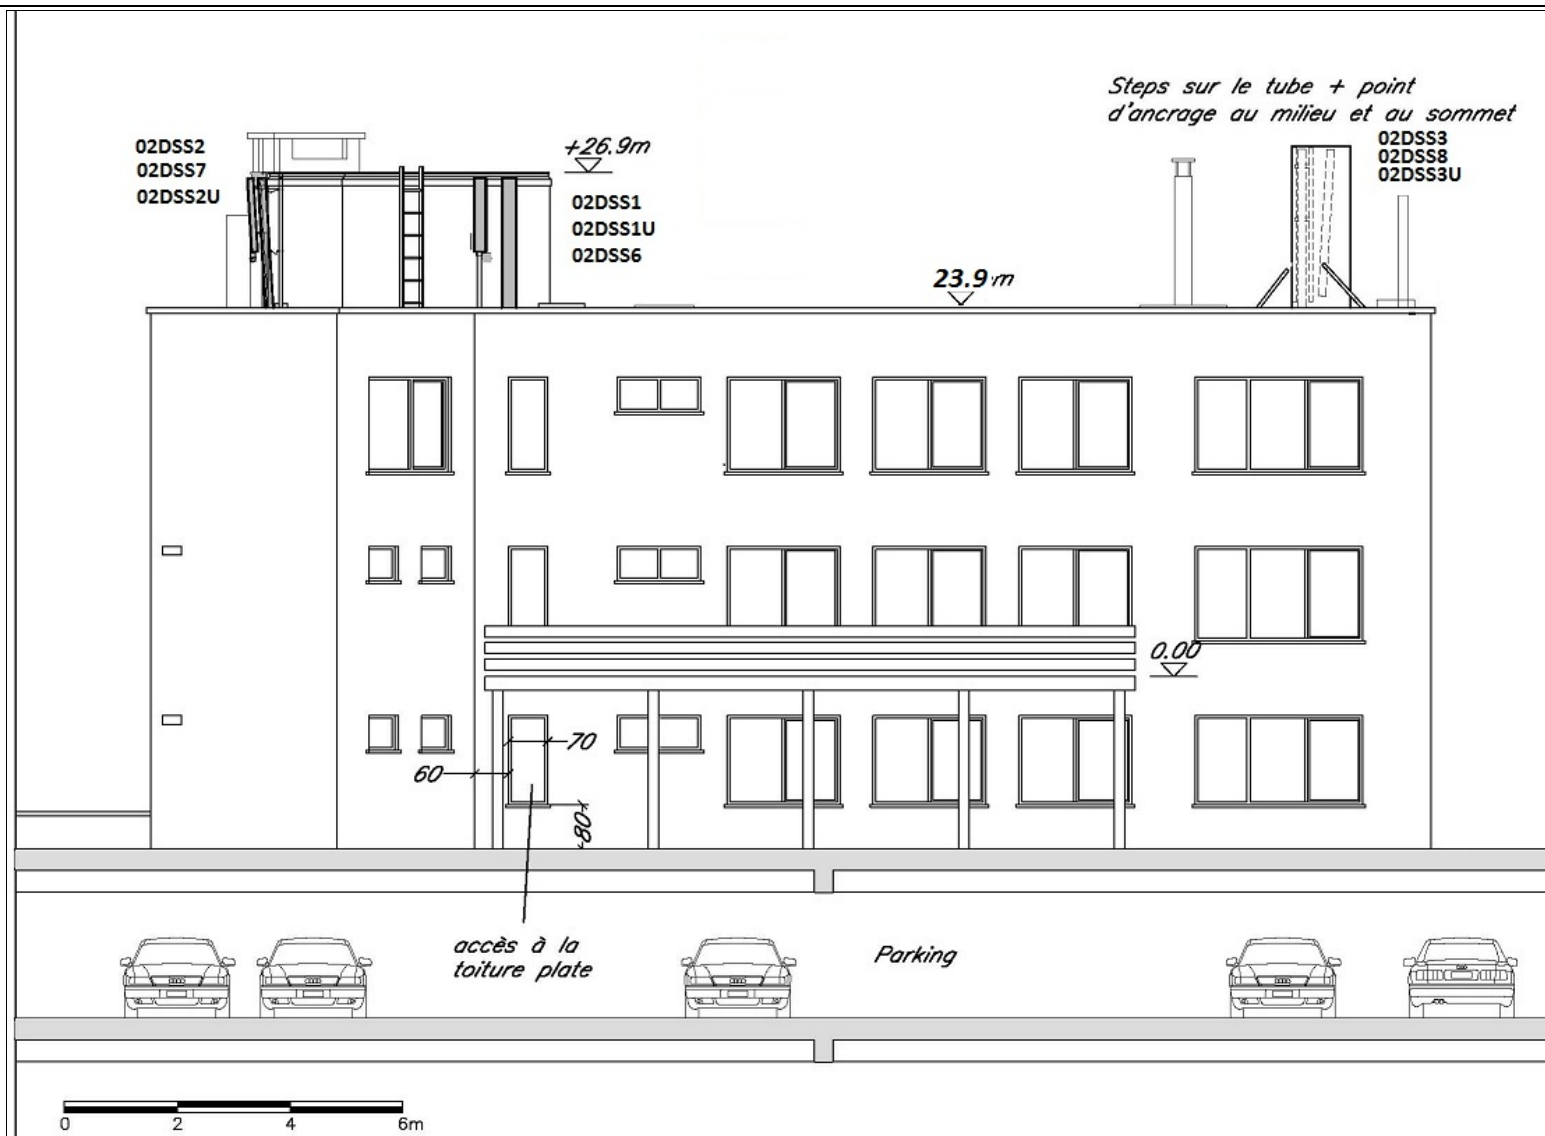 Steps sur le tube + point
d'ancrage au milieu et au sommet
02DSS3
02DSS8
02DSS3U
02DSS2
02DSS7
02DSS2U
+26.9m
02DSS1
02DSS1U
02DSS6
23.9 m
0.00
70
60
80
accès à la
toiture plate
Parking
0 2 4 6m